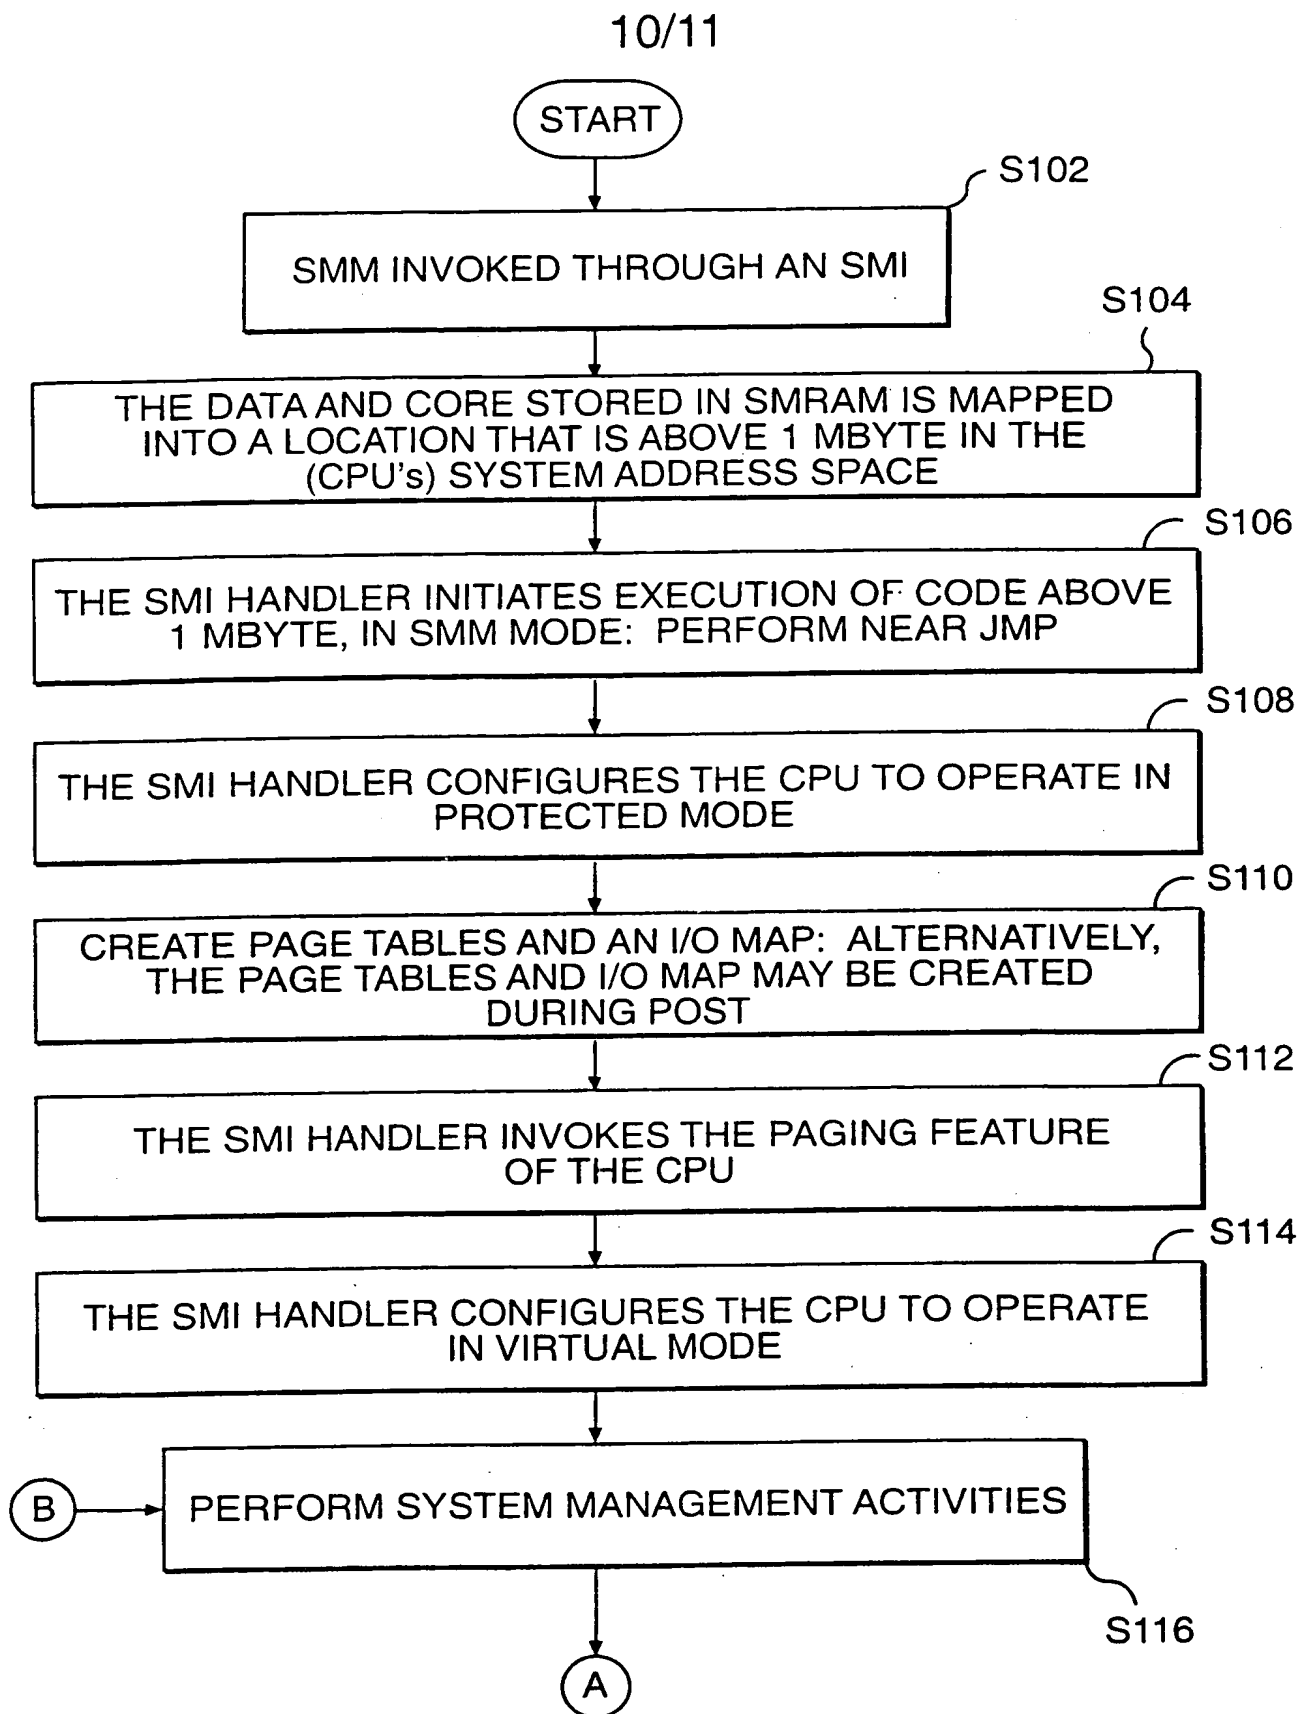 10/11
START
S102
SMM INVOKED THROUGH AN SMI
S104
THE DATA AND CORE STORED IN SMRAM IS MAPPED
INTO A LOCATION THAT IS ABOVE 1 MBYTE IN THE
(CPU's) SYSTEM ADDRESS SPACE
S106
THE SMI HANDLER INITIATES EXECUTION OF CODE ABOVE
1 MBYTE, IN SMM MODE: PERFORM NEAR JMP
S108
THE SMI HANDLER CONFIGURES THE CPU TO OPERATE IN
PROTECTED MODE
S110
CREATE PAGE TABLES AND AN I/O MAP: ALTERNATIVELY,
THE PAGE TABLES AND I/O MAP MAY BE CREATED
DURING POST
S112
THE SMI HANDLER INVOKES THE PAGING FEATURE
OF THE CPU
S114
THE SMI HANDLER CONFIGURES THE CPU TO OPERATE
IN VIRTUAL MODE
B
PERFORM SYSTEM MANAGEMENT ACTIVITIES
S116
A